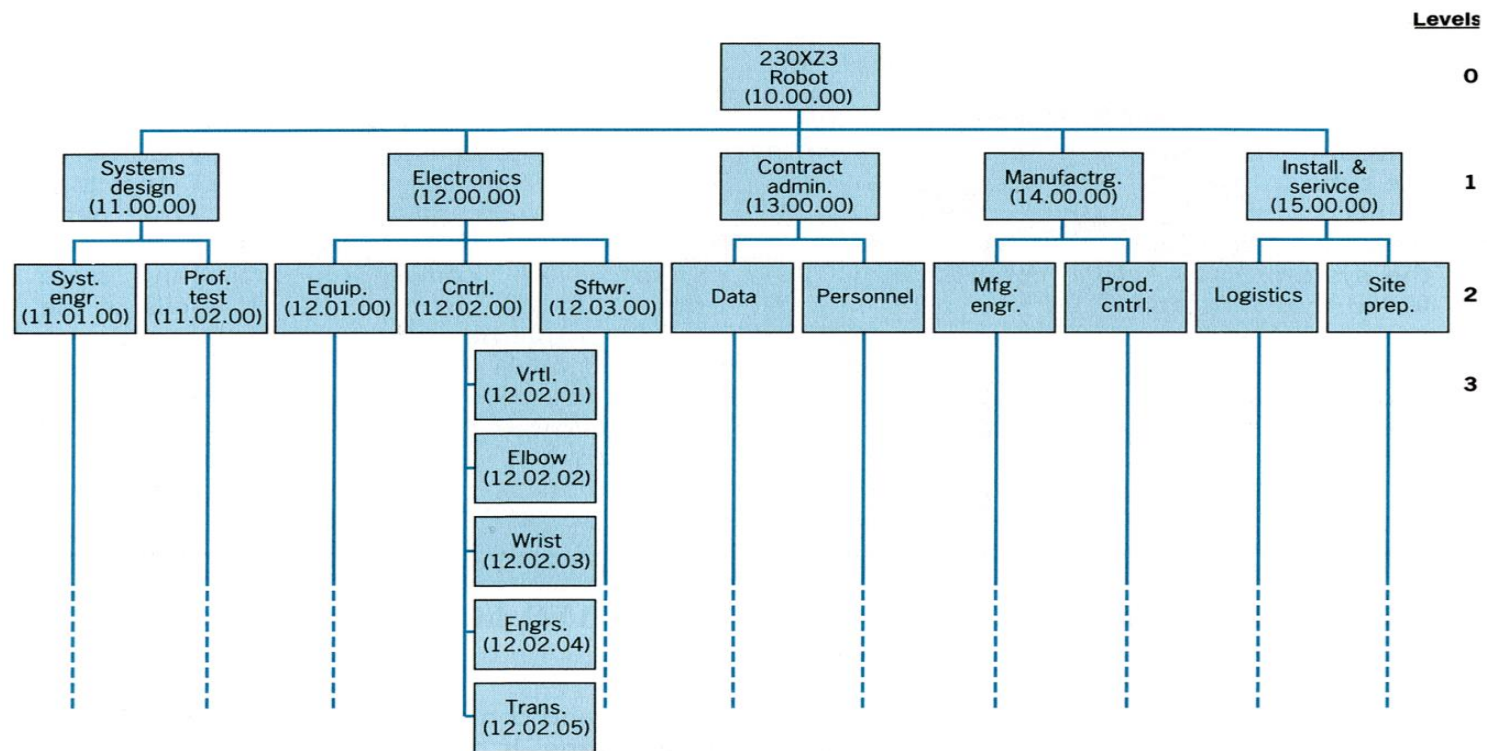 Levels
230XZ3
Robot
(10.00.00)
0
Systems
design
(11.00.00)
Electronics
(12.00.00)
Contract
admin.
(13.00.00)
Manufactrg.
(14.00.00)
Install. &
serivce
(15.00.00)
1
Syst.
engr.
(11.01.00)
Prof.
test
(11.02.00)
Equip.
(12.01.00)
Cntrl.
(12.02.00)
Sftwr.
(12.03.00)
Data
Personnel
Mfg.
engr.
Prod.
cntrl.
Logistics
Site
prep.
2
Vrtl.
(12.02.01)
3
Elbow
(12.02.02)
Wrist
(12.02.03)
Engrs.
(12.02.04)
Trans.
(12.02.05)